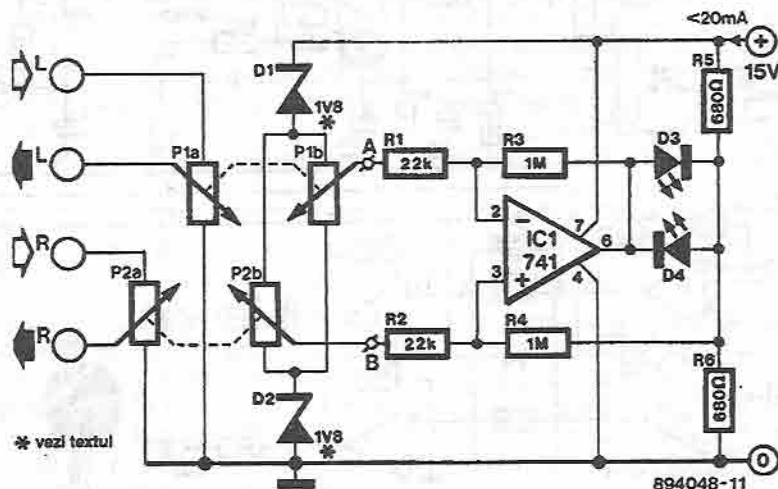 <20mA
L
D1
R5
15V
1V8
*
680Ω
A
R1
R3
D3
L
P1a
P1b
22k
1M
2
−
7
IC1
6
R
741
3
+
4
D4
P2a
P2b
R2
R4
R
B
22k
1M
R6
D2
680Ω
1V8
*
* vezi textul
0
894048-11